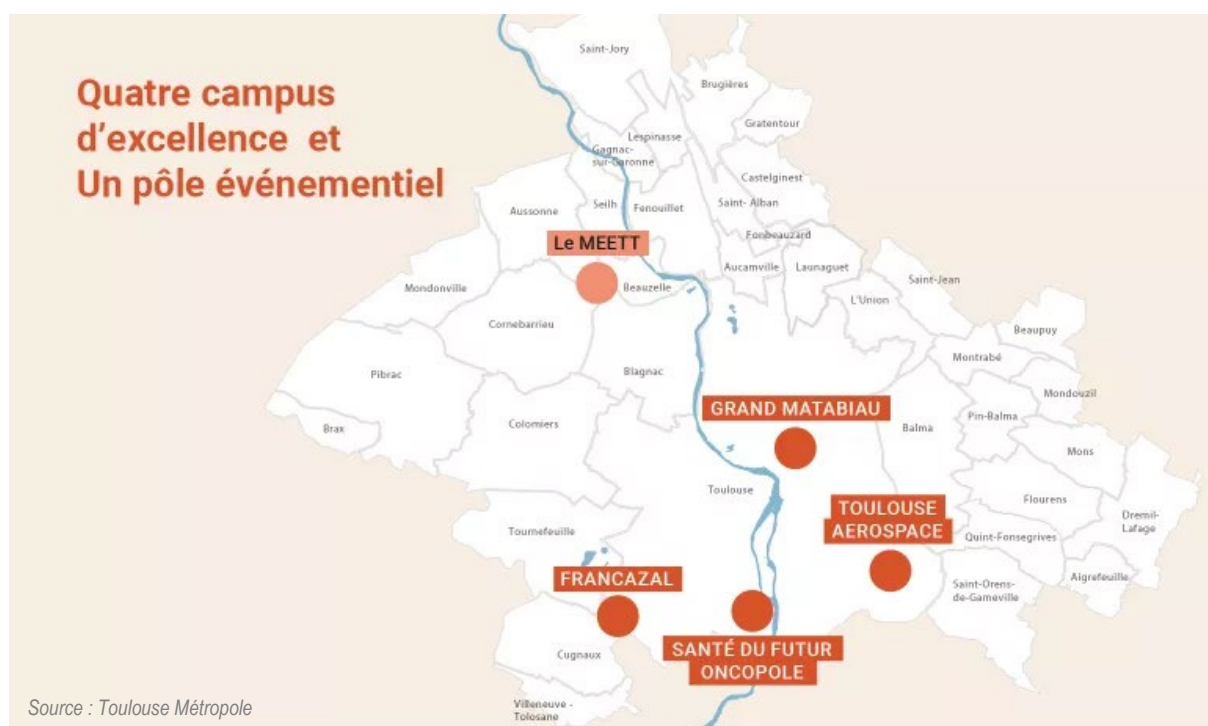 Quatre campus
d'excellence et
Un pôle événementiel
Saint-Jory
Brugières
Gratentour
Lespinasse
Gagnac-
sur-Garonne
Castelginest
Seilh
Fenouillet
Saint- Alban
Aussonne
Fonbeauzard
Le MEETT
Aucamville
Launaguet
Saint-Jean
Mondonville
Beauzelle
L'Union
Cornebarrieu
Beaupuy
Montrabé
Pibrac
Blagnac
Mondouzil
GRAND MATABIAU
Pin-Balma
Brax
Colomiers
Balma
Mons
Toulouse
Flourens
TOULOUSE
AEROSPACE
Dremil-
Lafage
Tournefeuille
Quint-Fonsegrives
FRANCAZAL
Saint-Orens-
de-Gameville
Aigrefeuille
SANTÉ DU FUTUR
ONCOPOLE
Cugnaux
Villeneuve -
Tolosane
Source : Toulouse Métropole